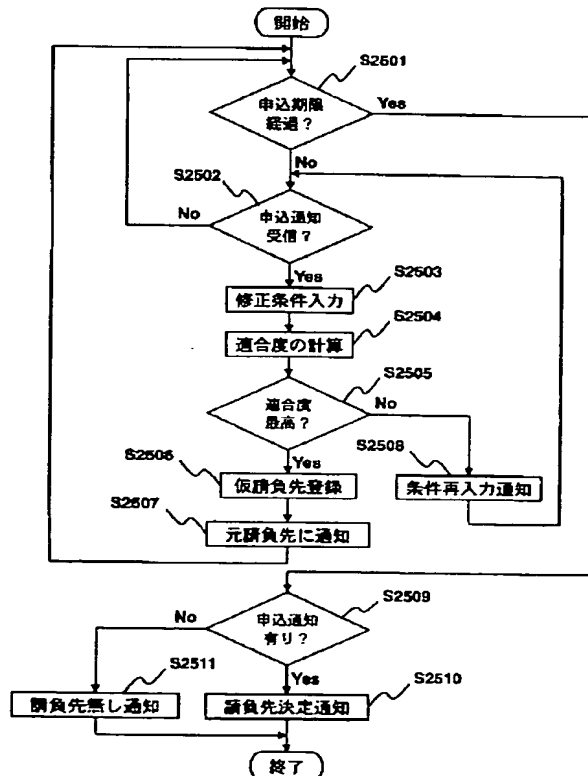 開始
S2501
申込期限
経過？
Yes
No
S2502
申込通知
受信？
No
Yes
S2503
修正条件入力
S2504
適合度の計算
S2505
適合度
最高？
No
Yes
S2506
仮請負先登録
S2508
条件再入力通知
S2507
元請負先に通知
S2509
申込通知
有り？
No
Yes
S2511
請負先無し通知
S2510
請負先決定通知
終了